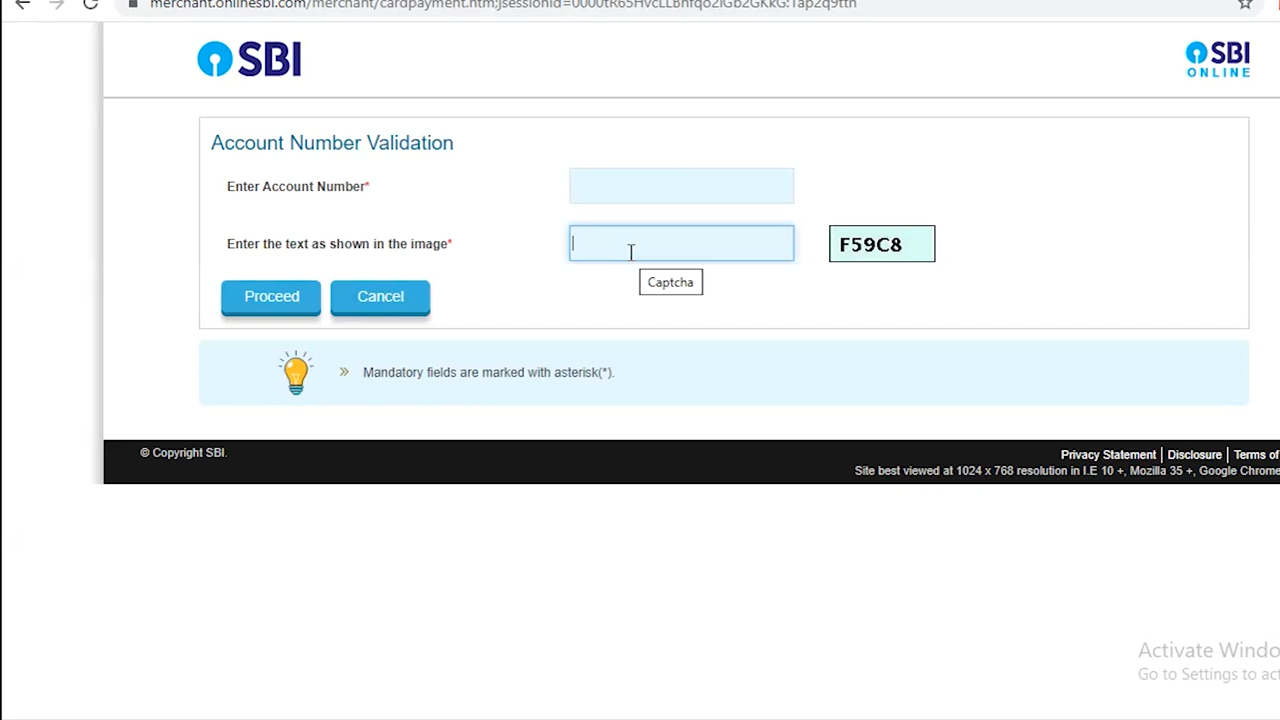 merchant.onlinesbi.com/merchant/cardpayment.htm;jsessionid=
SBI
SBI
ONLINE
Account Number Validation
Enter Account Number*
Enter the text as shown in the image*
F59C8
Captcha
Proceed Cancel
» Mandatory fields are marked with asterisk(*).
© Copyright SBI.
Privacy Statement | Disclosure | Terms of
Site best viewed at 1024 x 768 resolution in I.E 10 +, Mozilla 35 +, Google Chrome
Activate Windo
Go to Settings to act